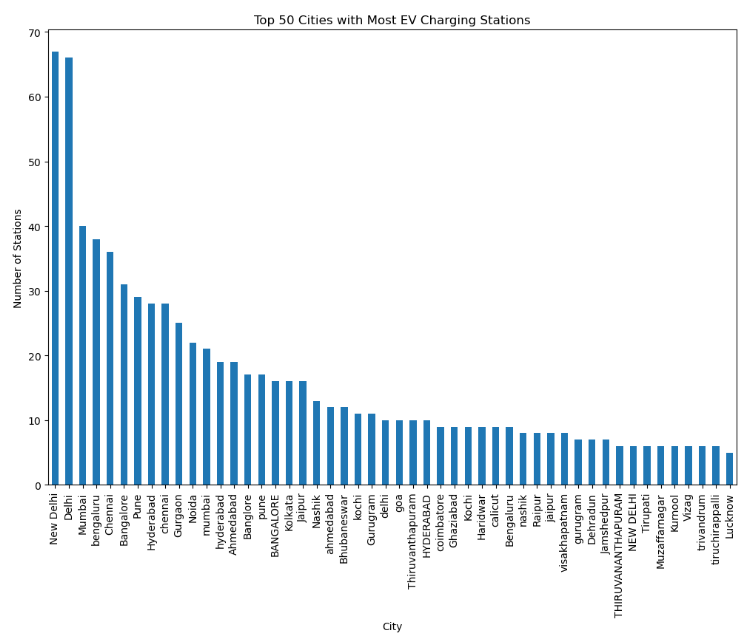 Top 50 Cities with Most EV Charging Stations
70
60
50
40
30
20
10
0
Number of Stations
New Delhi
Delhi
Mumbai
bengaluru
Chennai
Bangalore
Pune
Hyderabad
chennai
Gurgaon
Noida
mumbai
hyderabad
Ahmedabad
Banglore
pune
BANGALORE
Kolkata
Jaipur
Nashik
ahmedabad
Bhubaneswar
kochi
Gurugram
delhi
goa
Thiruvanthapuram
HYDERABAD
coimbatore
Ghaziabad
Kochi
Haridwar
calicut
Bengaluru
nashik
Raipur
jaipur
visakhapatnam
gurugram
Dehradun
Jamshedpur
THIRUVANANTHAPURAM
NEW DELHI
Tirupati
Muzaffarnagar
Kurnool
Vizag
trivandrum
tiruchirappalli
Lucknow
City